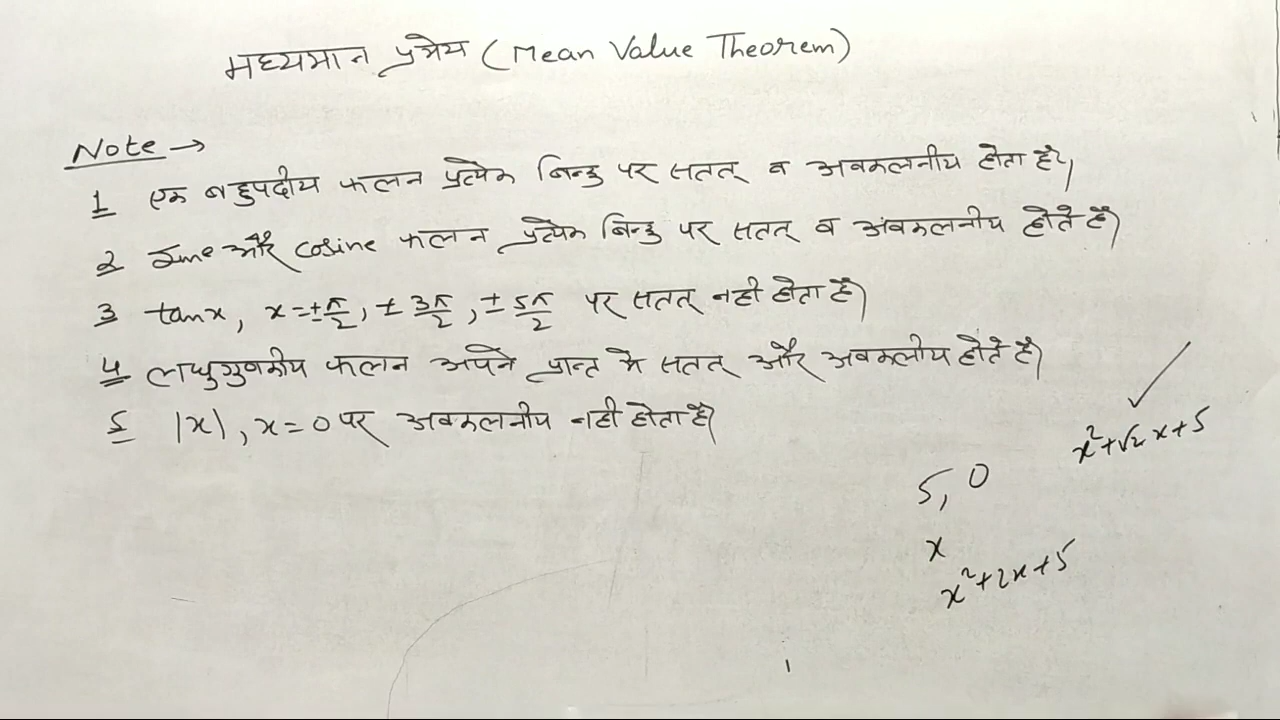 मध्यमान प्रमेय (Mean Value Theorem)
Note →
1 एक बहुपदीय फलन प्रत्येक बिन्दु पर सतत् व अवकलनीय होता है।
2 Sine और cosine फलन प्रत्येक बिन्दु पर सतत् व अवकलनीय होते है।
3 tanx, x=±π/2, ±3π/2, ±5π/2 पर सतत् नही होता है।
4 लघुगुणकीय फलन अपने प्रान्त मे सतत् और अवकलीय होते है।
5 |x|, x=0 पर अवकलनीय नही होता है।
x²+√2 x+5
5, 0
x
x²+2x+5